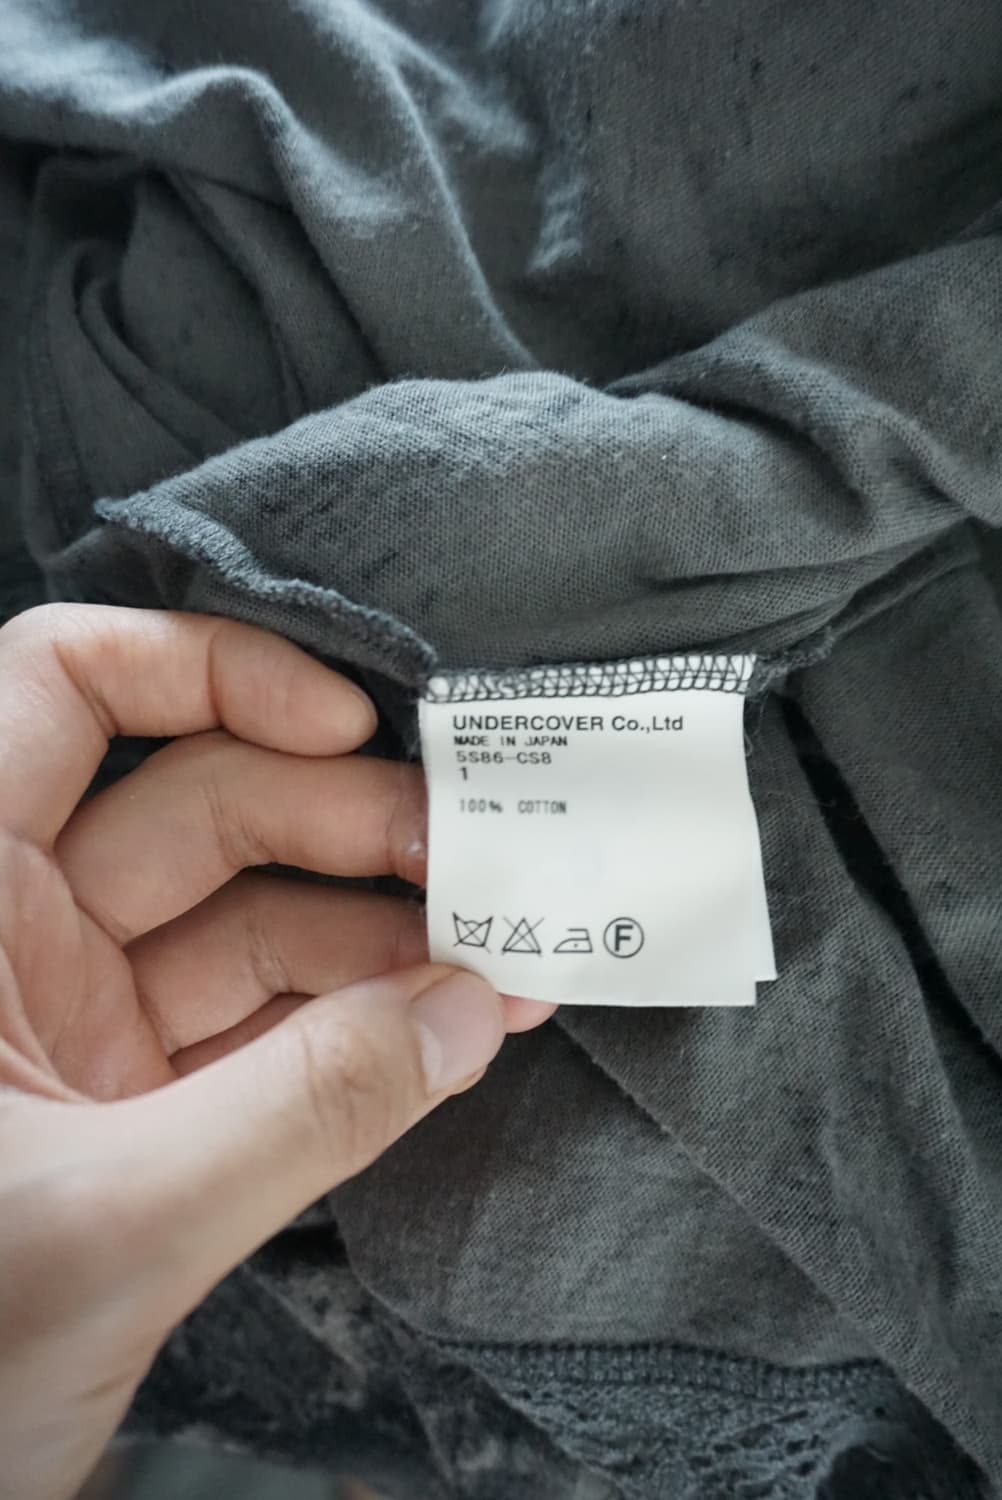 UNDERCOVER Co.,Ltd
MADE IN JAPAN
5S86-CS8
1
100% COTTON
F